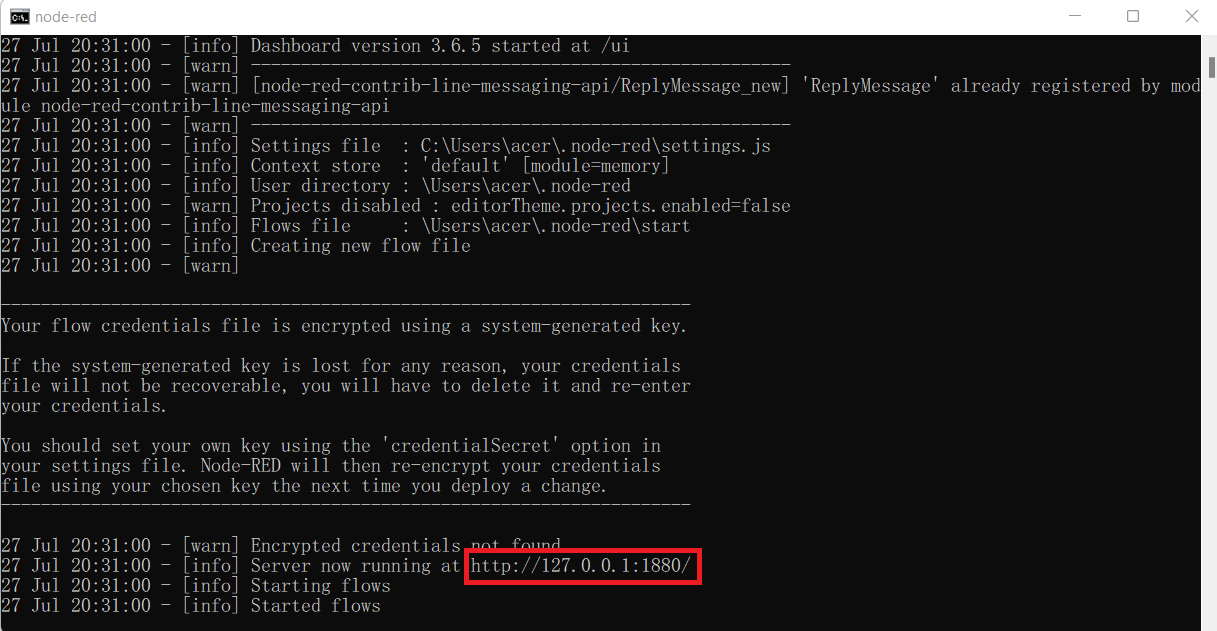 node-red
27 Jul 20:31:00 - [info] Dashboard version 3.6.5 started at /ui
27 Jul 20:31:00 - [warn] ------------------------------------------------------
27 Jul 20:31:00 - [warn] [node-red-contrib-line-messaging-api/ReplyMessage_new] 'ReplyMessage' already registered by mod
ule node-red-contrib-line-messaging-api
27 Jul 20:31:00 - [warn] ------------------------------------------------------
27 Jul 20:31:00 - [info] Settings file  : C:\Users\acer\.node-red\settings.js
27 Jul 20:31:00 - [info] Context store  : 'default' [module=memory]
27 Jul 20:31:00 - [info] User directory : \Users\acer\.node-red
27 Jul 20:31:00 - [warn] Projects disabled : editorTheme.projects.enabled=false
27 Jul 20:31:00 - [info] Flows file     : \Users\acer\.node-red\start
27 Jul 20:31:00 - [info] Creating new flow file
27 Jul 20:31:00 - [warn]
---------------------------------------------------------------------
Your flow credentials file is encrypted using a system-generated key.
If the system-generated key is lost for any reason, your credentials
file will not be recoverable, you will have to delete it and re-enter
your credentials.
You should set your own key using the 'credentialSecret' option in
your settings file. Node-RED will then re-encrypt your credentials
file using your chosen key the next time you deploy a change.
---------------------------------------------------------------------
27 Jul 20:31:00 - [warn] Encrypted credentials not found
27 Jul 20:31:00 - [info] Server now running at http://127.0.0.1:1880/
27 Jul 20:31:00 - [info] Starting flows
27 Jul 20:31:00 - [info] Started flows